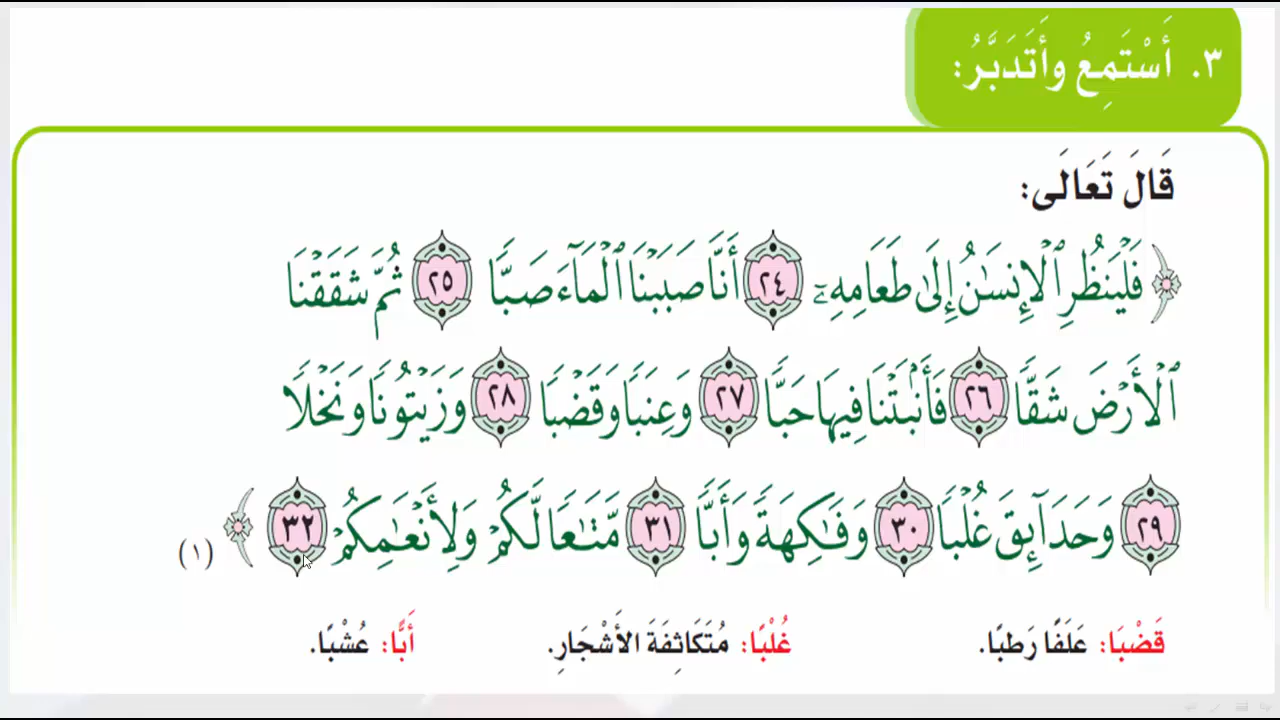 ٣. أَسْتَمِعُ وأَتَدَبَّرُ:
قَالَ تَعَالَى:
﴿ فَلْيَنظُرِ ٱلْإِنسَٰنُ إِلَىٰ طَعَامِهِۦٓ ٢٤ أَنَّا صَبَبْنَا ٱلْمَآءَ صَبًّا ٢٥ ثُمَّ شَقَقْنَا
ٱلْأَرْضَ شَقًّا ٢٦ فَأَنۢبَتْنَا فِيهَا حَبًّا ٢٧ وَعِنَبًا وَقَضْبًا ٢٨ وَزَيْتُونًا وَنَخْلًا
٢٩ وَحَدَآئِقَ غُلْبًا ٣٠ وَفَٰكِهَةً وَأَبًّا ٣١ مَّتَٰعًا لَّكُمْ وَلِأَنْعَٰمِكُمْ ٣٢ ﴾ (١)
قَضْبًا: عَلَفًا رَطبًا. غُلْبًا: مُتَكَاثِفَةَ الأَشْجَارِ. أَبًّا: عُشْبًا.